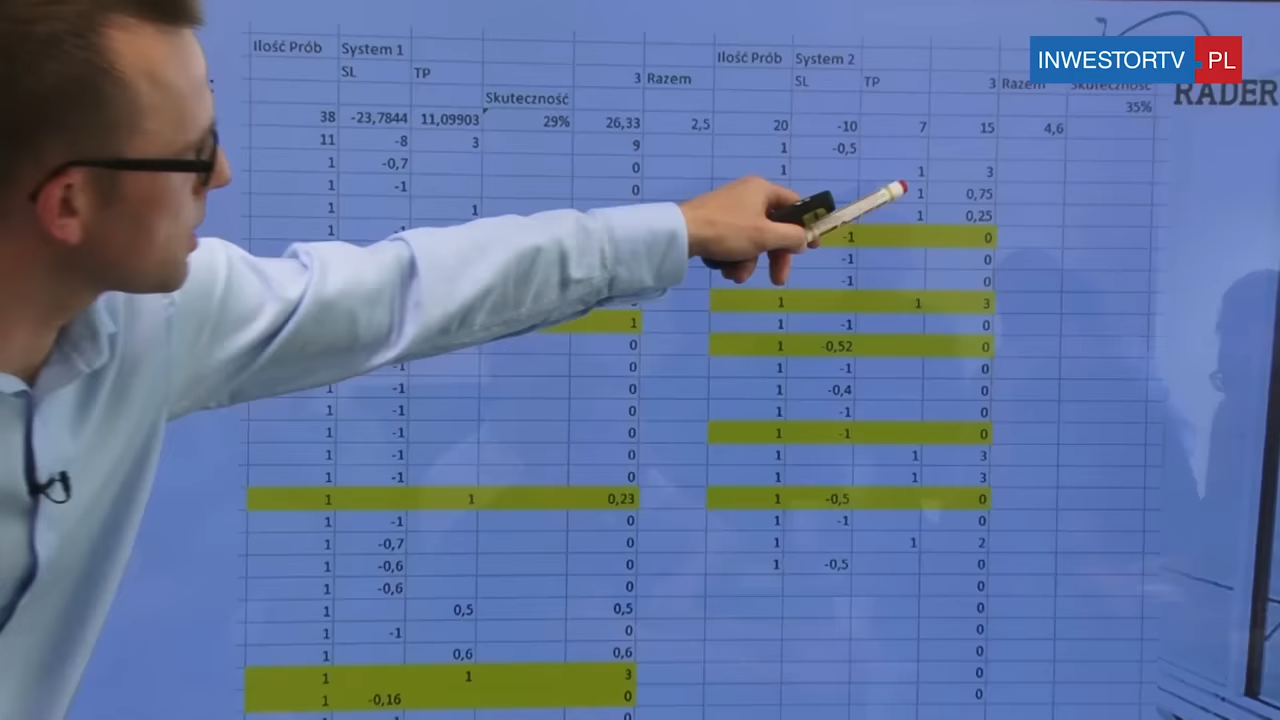 INWESTORTV.PL
RADER
Ilość Prób System 1 Ilość Prób System 2
SL TP 3 Razem SL TP 3 Razem Skuteczność
Skuteczność 35%
38 -23,7844 11,09903 29% 26,33 2,5 20 -10 7 15 4,6
11 -8 3 9 1 -0,5
1 -0,7 0 1 1 3
1 -1 0 1 0,75
1 1 1 0,25
1 -1 -1 0
-1 0
-1 0
1 1 3
1 1 -1 0
0 1 -0,52 0
-1 0 1 -1 0
1 -1 0 1 -0,4 0
1 -1 0 1 -1 0
1 -1 0 1 -1 0
1 -1 0 1 1 3
1 -1 0 1 1 3
1 1 0,23 1 -0,5 0
1 -1 0 1 -1 0
1 -0,7 0 1 1 2
1 -0,6 0 1 -0,5 0
1 -0,6 0 0
1 0,5 0,5 0
1 -1 0 0
1 0,6 0,6 0
1 1 3 0
1 -0,16 0 0